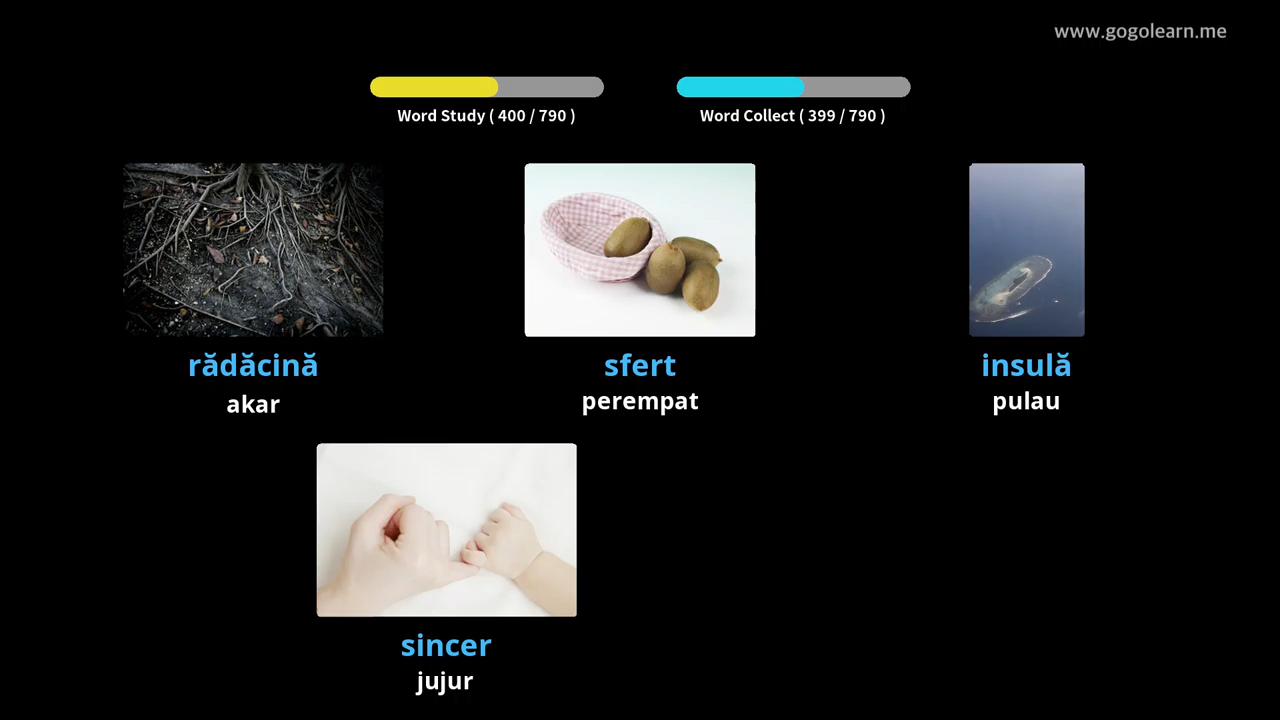 www.gogolearn.me
Word Study ( 400 / 790 )
Word Collect ( 399 / 790 )
rădăcină
akar
sfert
perempat
insulă
pulau
sincer
jujur